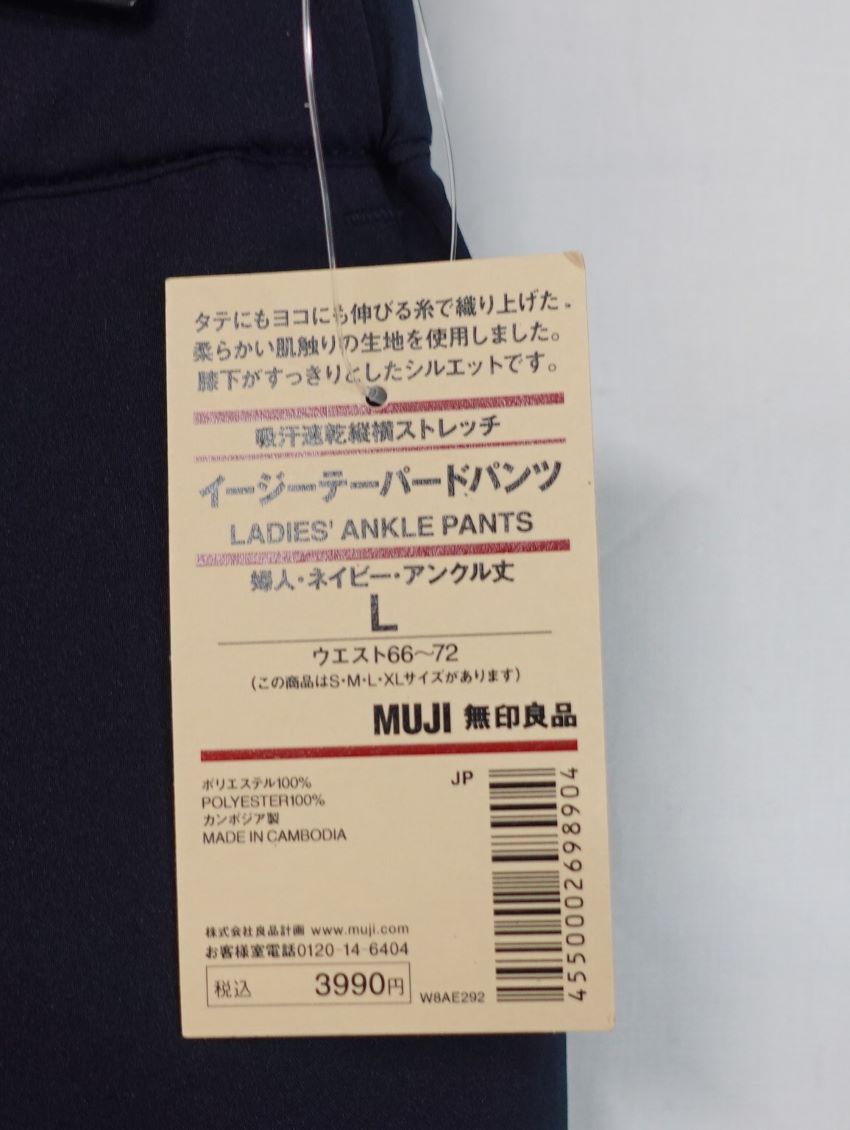 タテにもヨコにも伸びる糸で織り上げた、
柔らかい肌触りの生地を使用しました。
膝下がすっきりとしたシルエットです。
吸汗速乾縦横ストレッチ
イージーテーパードパンツ
LADIES' ANKLE PANTS
婦人・ネイビー・アンクル丈
L
ウエスト66〜72
(この商品はS・M・L・XLサイズがあります)
MUJI 無印良品
ポリエステル100%
POLYESTER100%
カンボジア製
MADE IN CAMBODIA
JP
4550002698904
株式会社良品計画 www.muji.com
お客様室電話0120-14-6404
税込 3990円
W8AE292